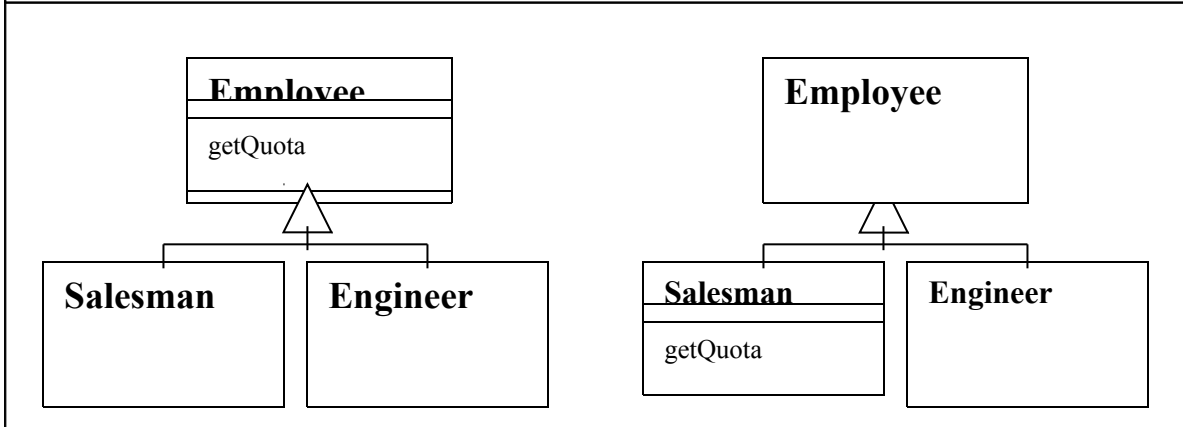 Employee
getQuota
Salesman
Engineer
Employee
Salesman
getQuota
Engineer